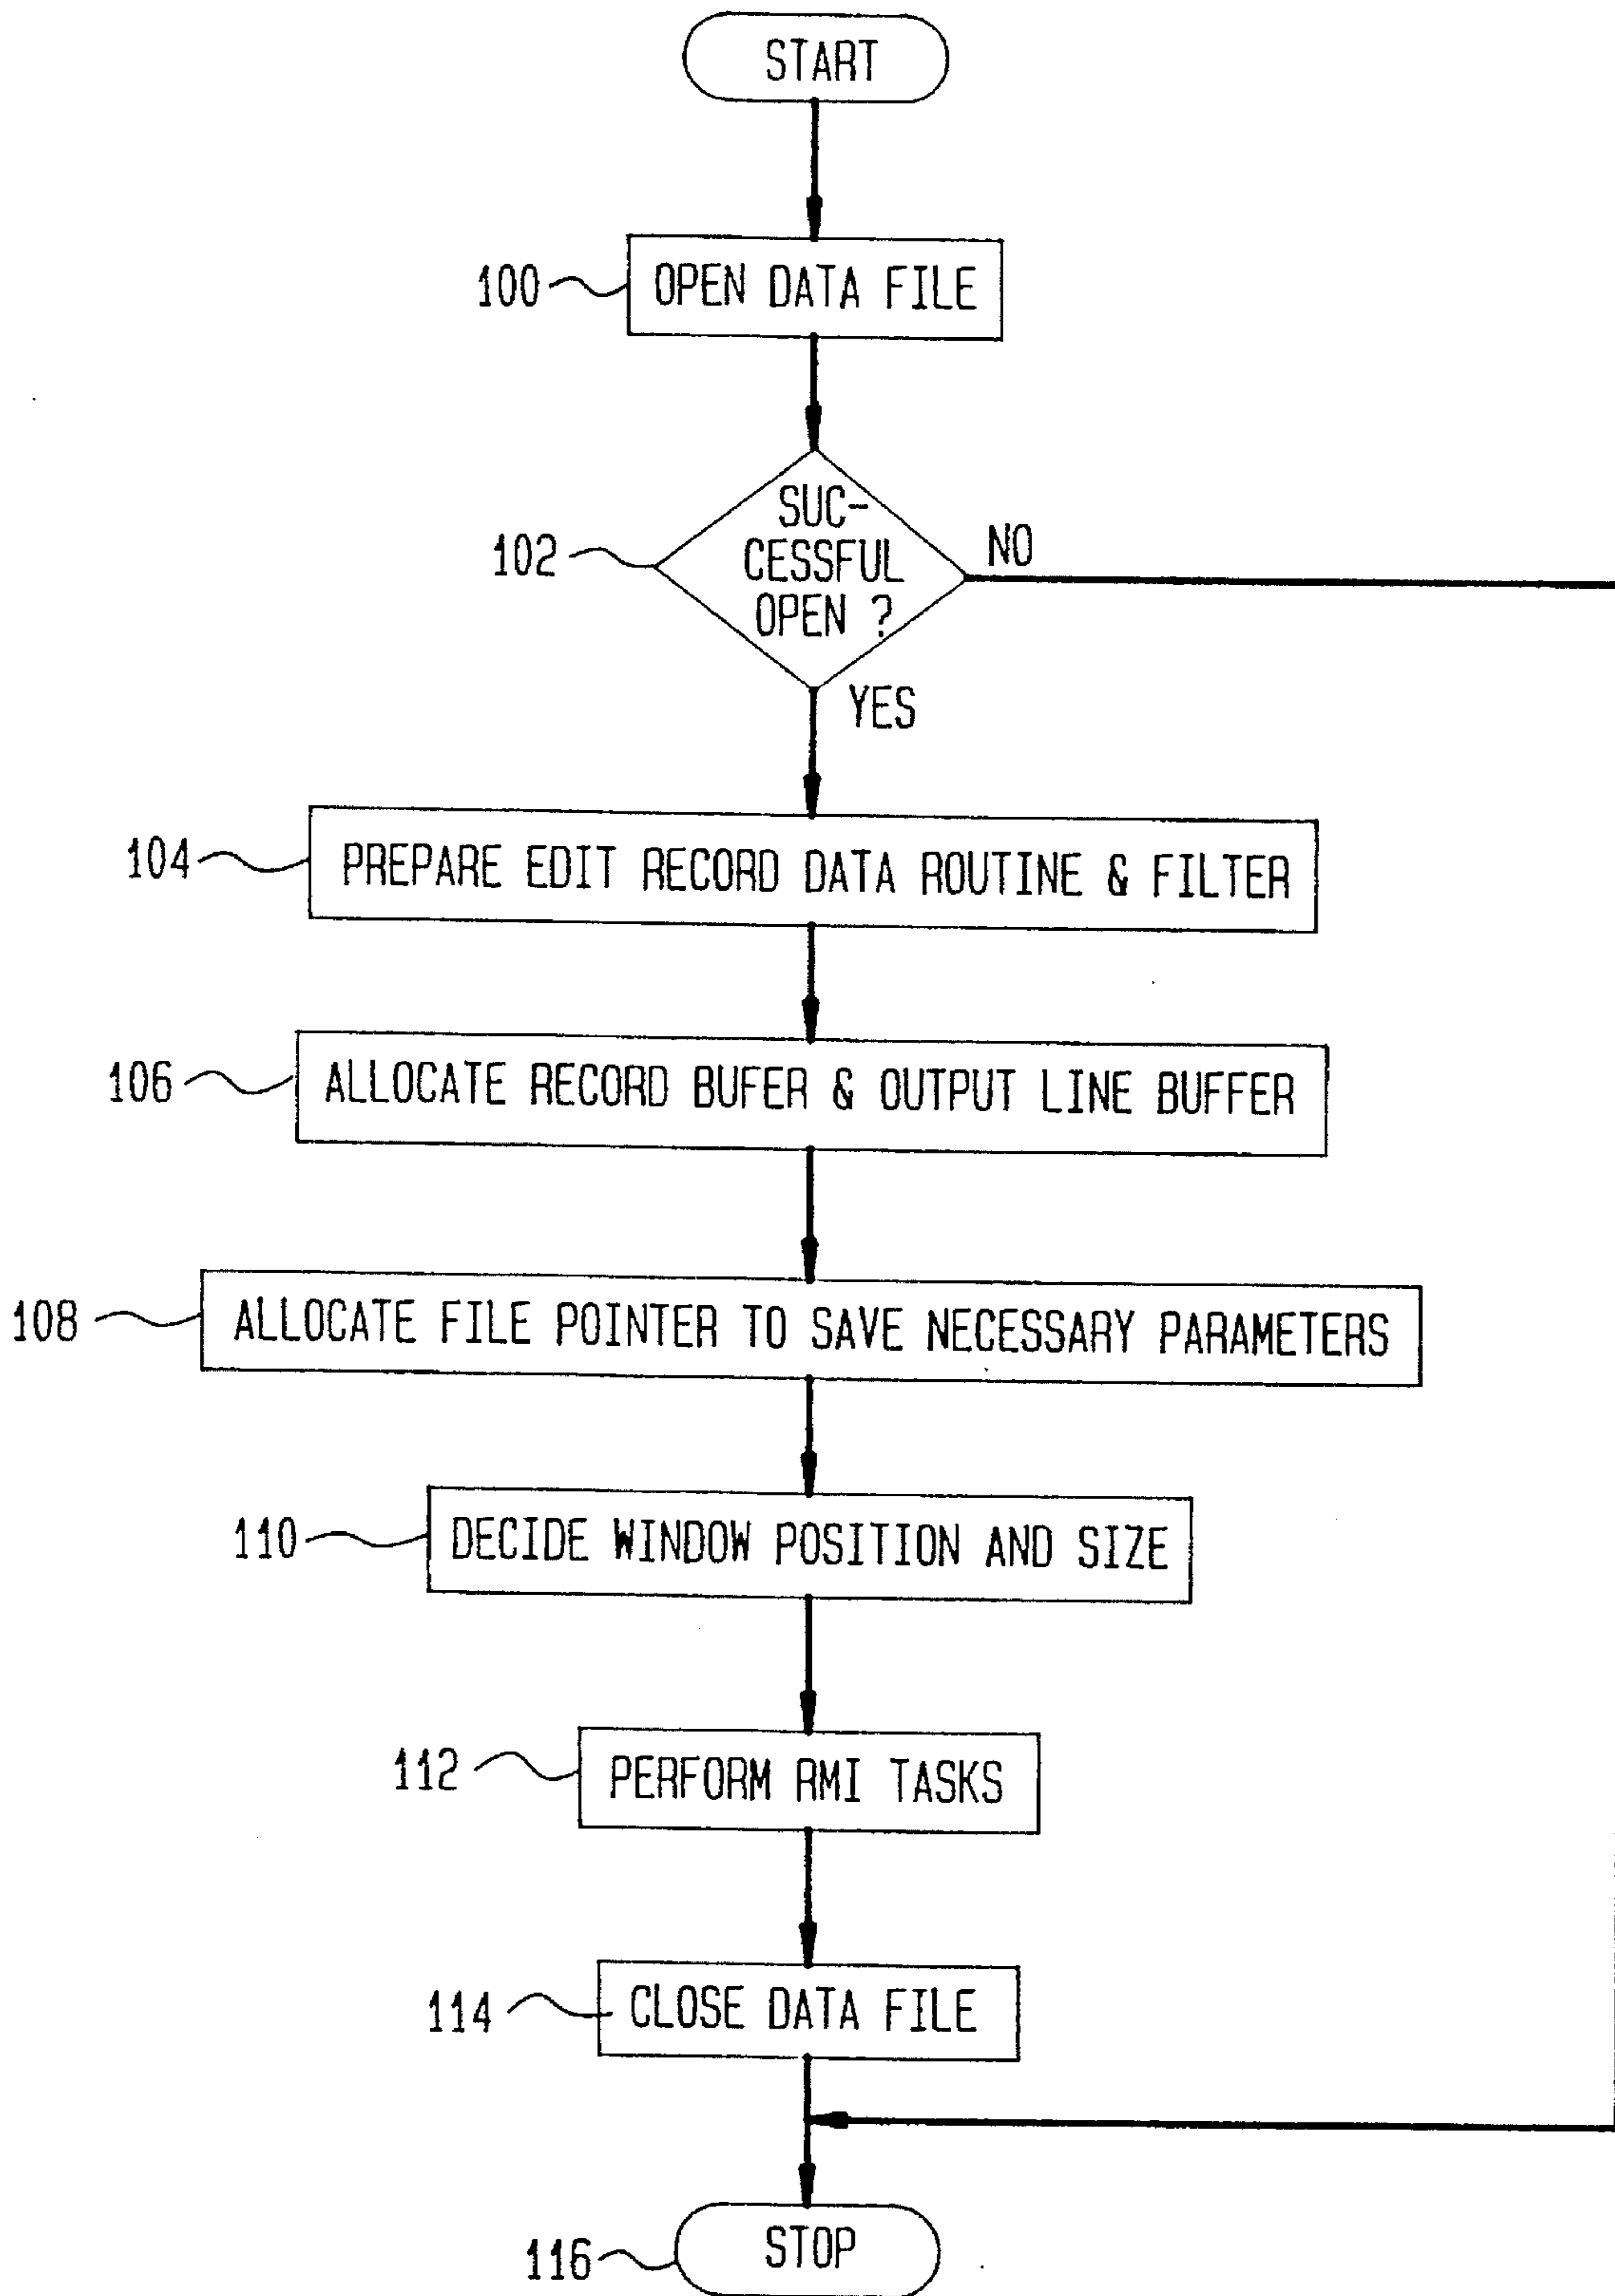 START
100
OPEN DATA FILE
102
SUC-
CESSFUL
OPEN ?
NO
YES
104
PREPARE EDIT RECORD DATA ROUTINE & FILTER
106
ALLOCATE RECORD BUFER & OUTPUT LINE BUFFER
108
ALLOCATE FILE POINTER TO SAVE NECESSARY PARAMETERS
110
DECIDE WINDOW POSITION AND SIZE
112
PERFORM RMI TASKS
114
CLOSE DATA FILE
116
STOP